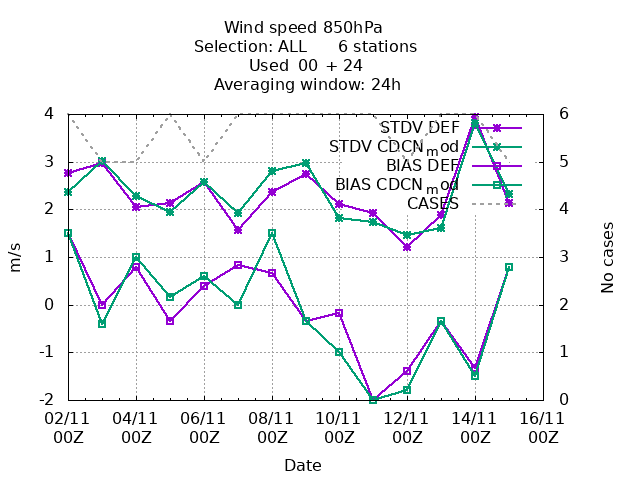 Wind speed 850hPa
Selection: ALL 6 stations
Used 00 + 24
Averaging window: 24h
4 6
STDV DEF
STDV CDCN_mod
3 5
BIAS DEF
BIAS CDCN_mod
CASES
2 4
1 3
m/s
No cases
0 2
-1 1
-2 0
02/11 04/11 06/11 08/11 10/11 12/11 14/11 16/11
00Z 00Z 00Z 00Z 00Z 00Z 00Z 00Z
Date